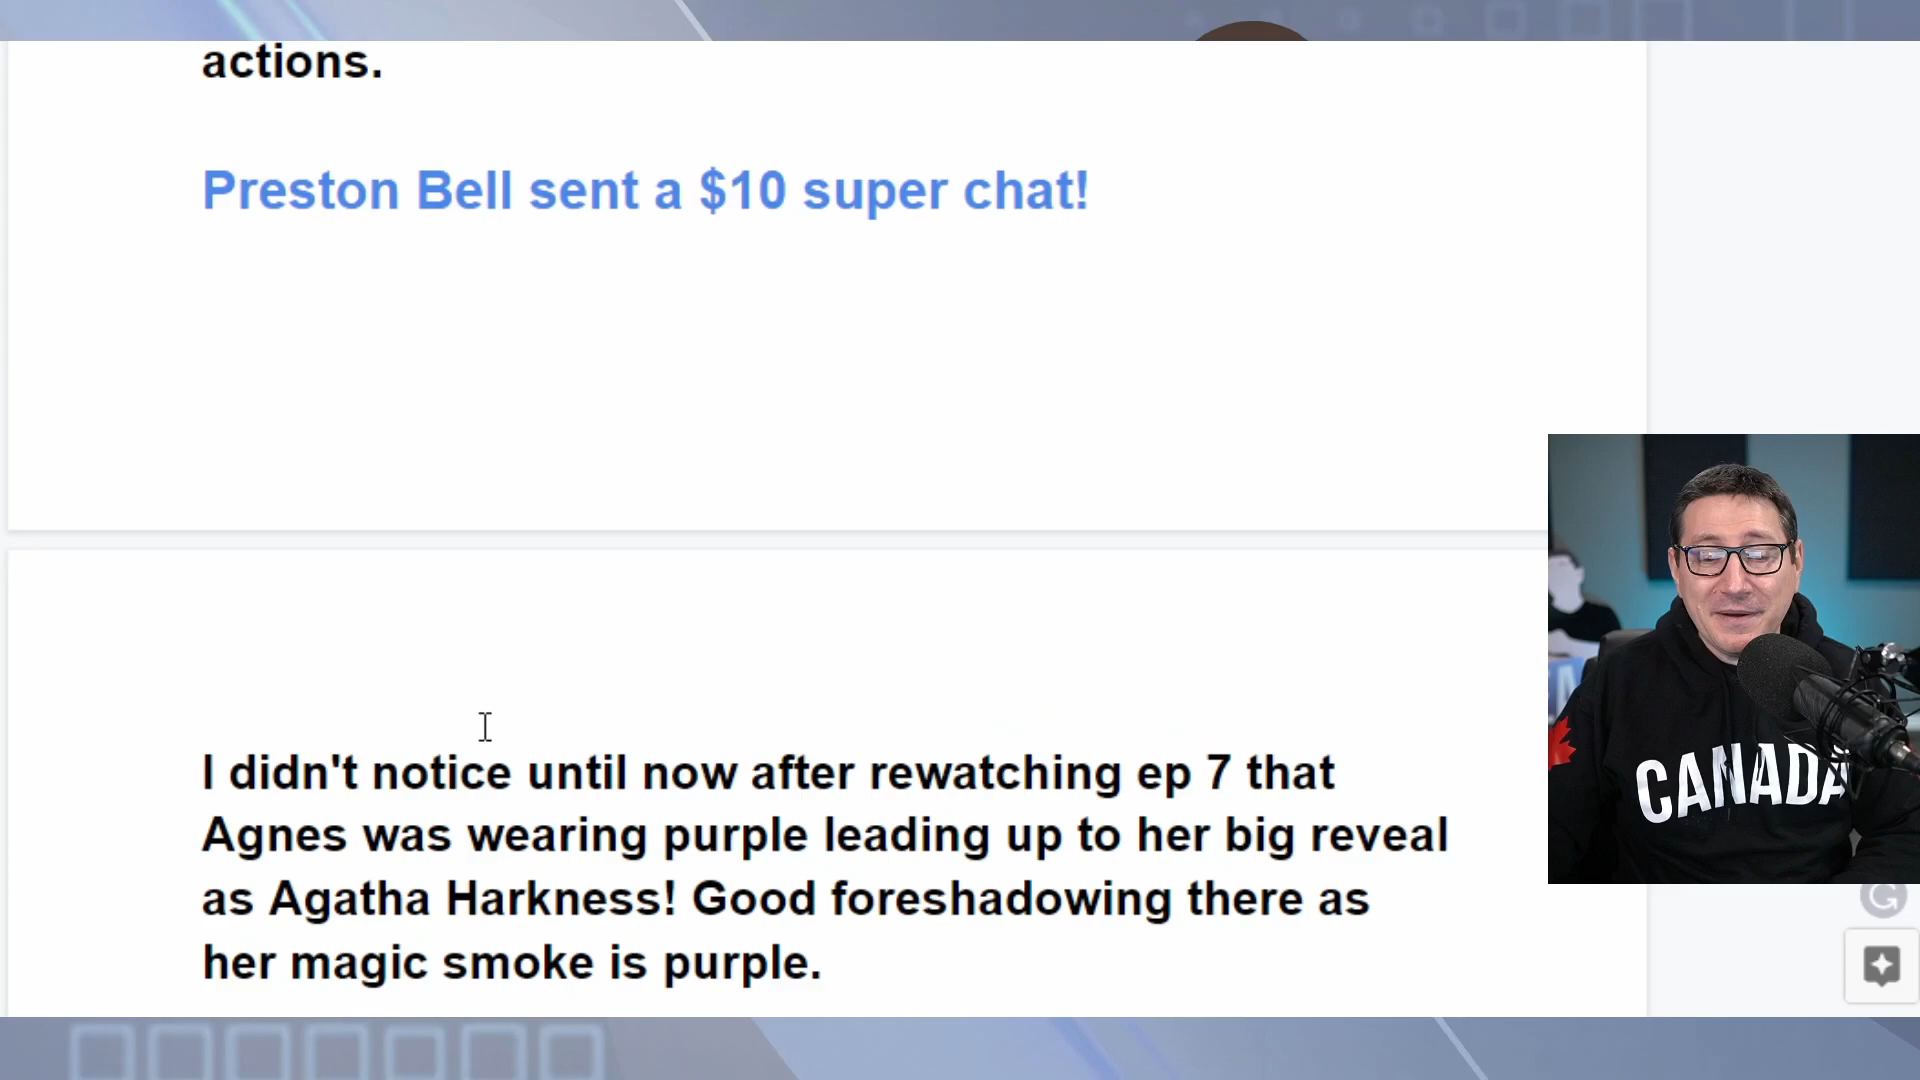 actions.
Preston Bell sent a $10 super chat!
I didn't notice until now after rewatching ep 7 that
Agnes was wearing purple leading up to her big reveal
as Agatha Harkness! Good foreshadowing there as
her magic smoke is purple.
CANADA